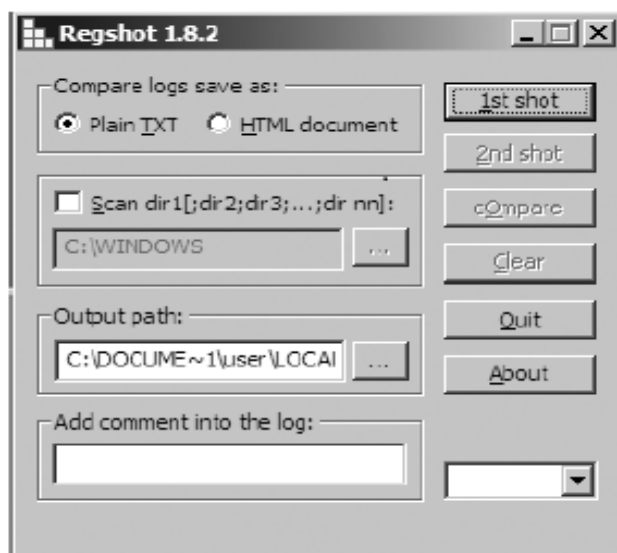 Regshot 1.8.2
Compare logs save as:
Plain TXT
HTML document
Scan dir1[;dir2;dir3;...;dir nn]:
C:\WINDOWS
...
Output path:
C:\DOCUME~1\user\LOCAl
...
Add comment into the log:
1st shot
2nd shot
cOmpare
Clear
Quit
About